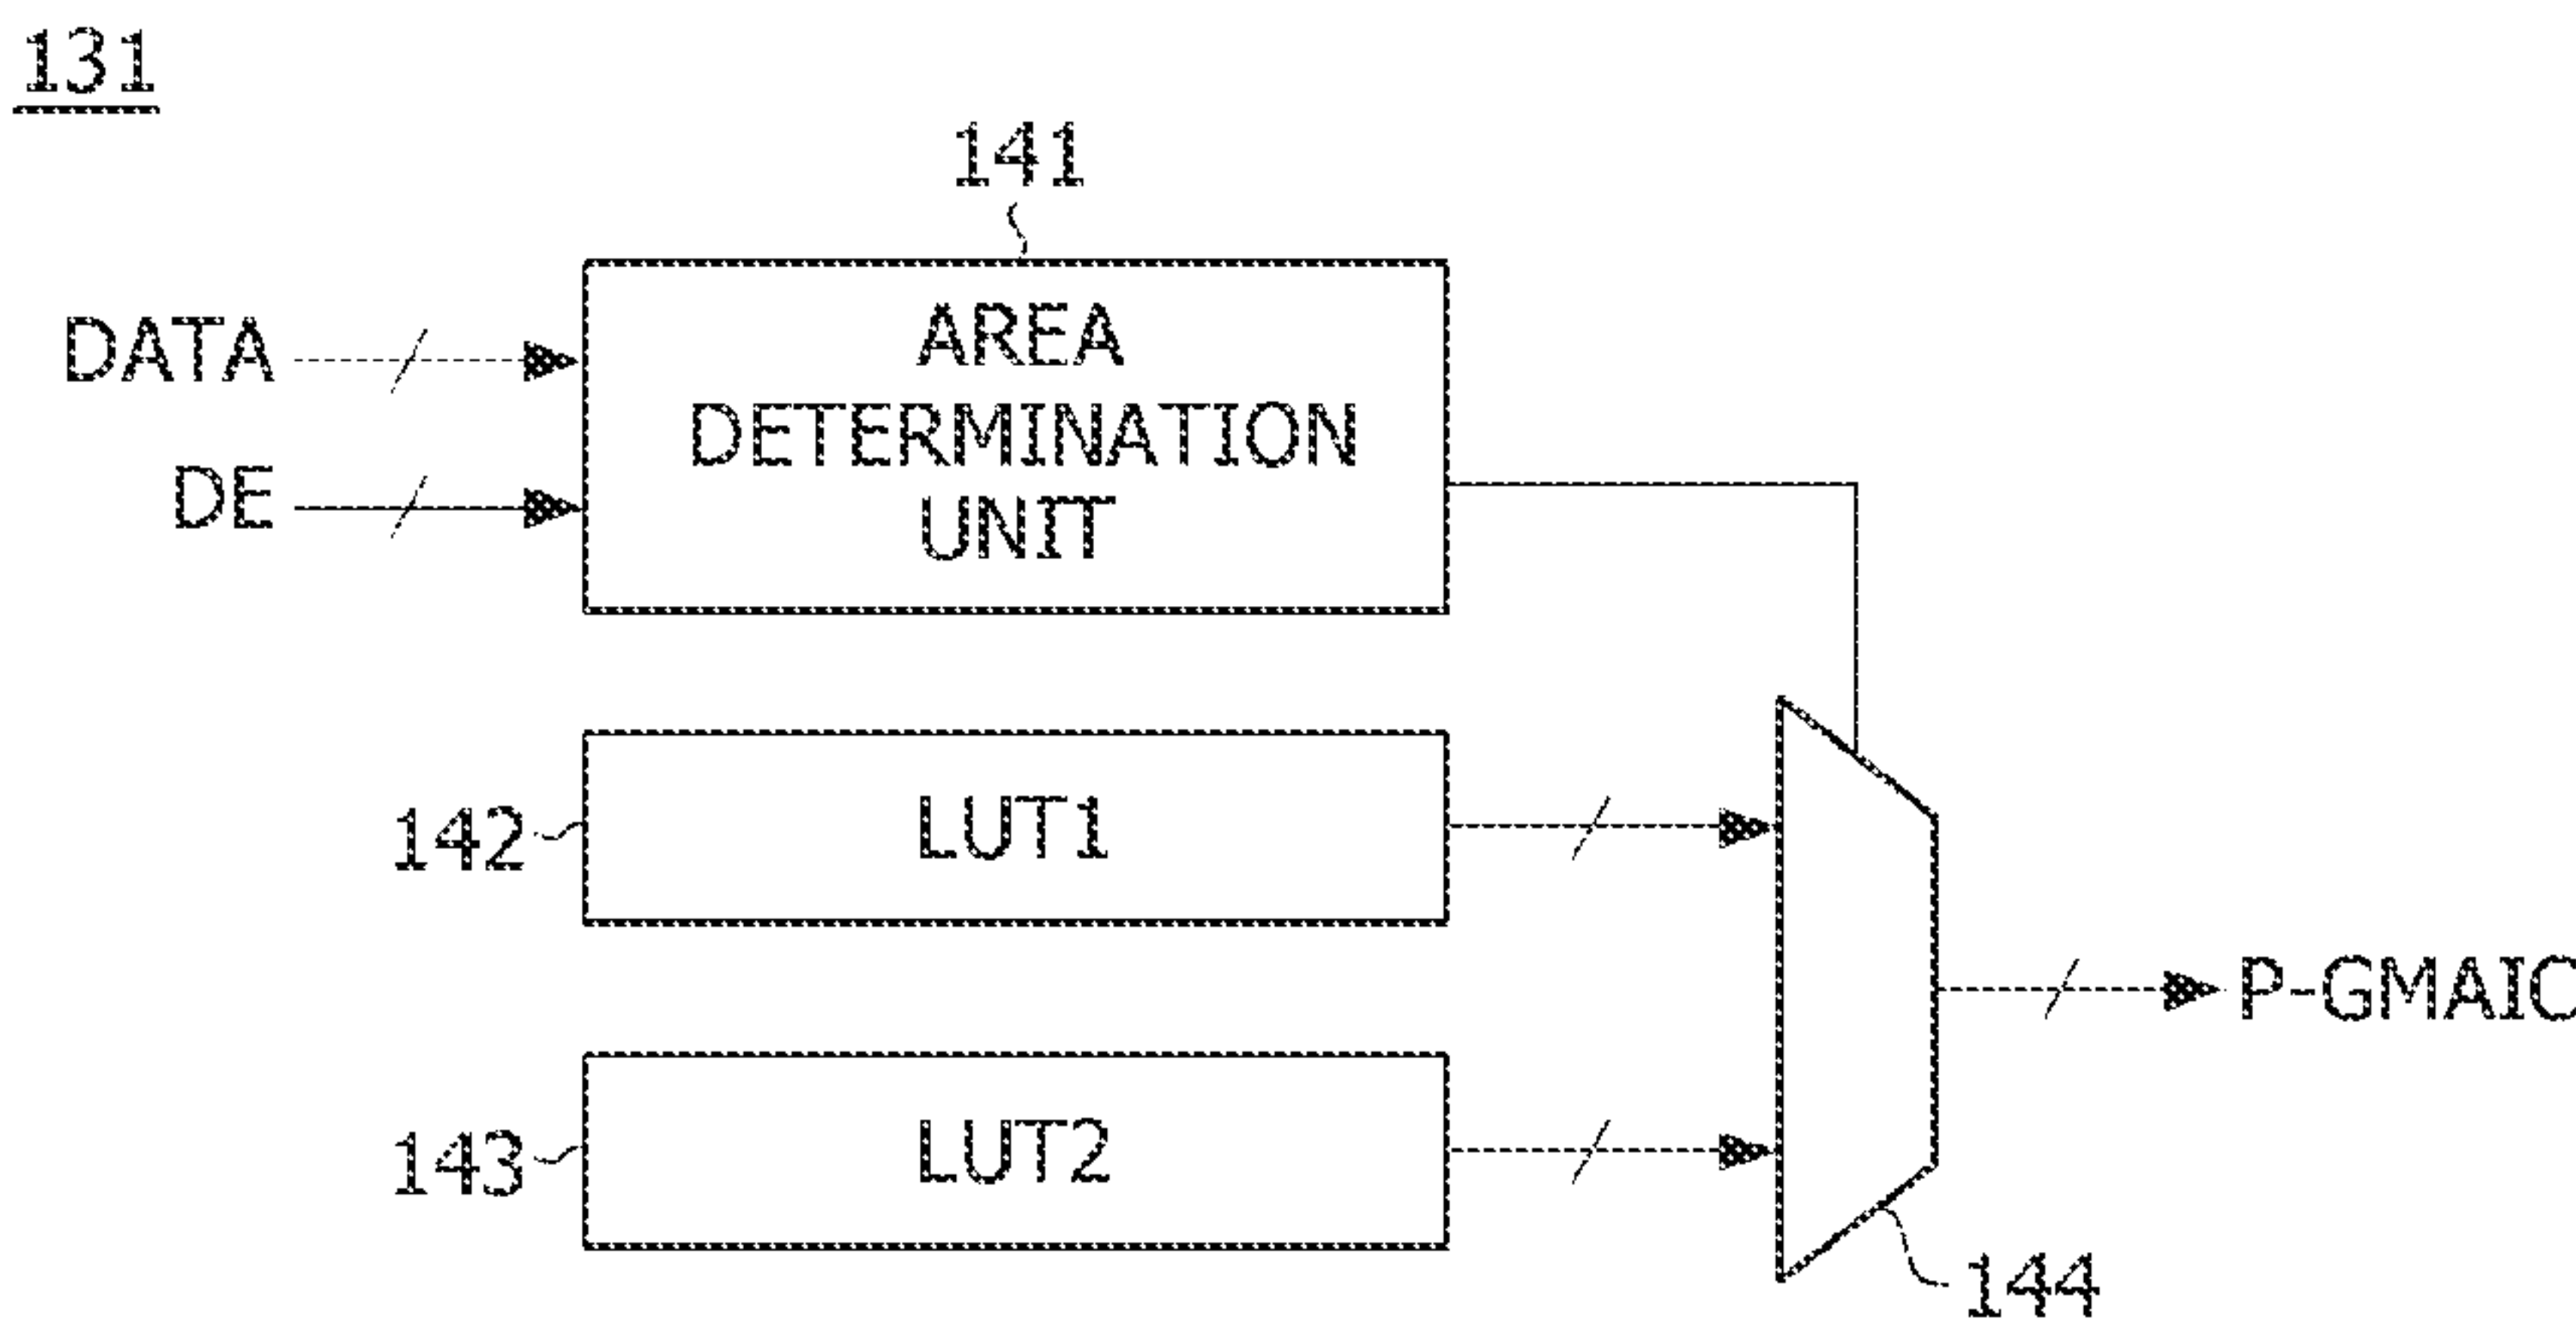 131
141
DATA
DE
AREA
DETERMINATION
UNIT
142
LUT1
P-GMAIC
143
LUT2
144